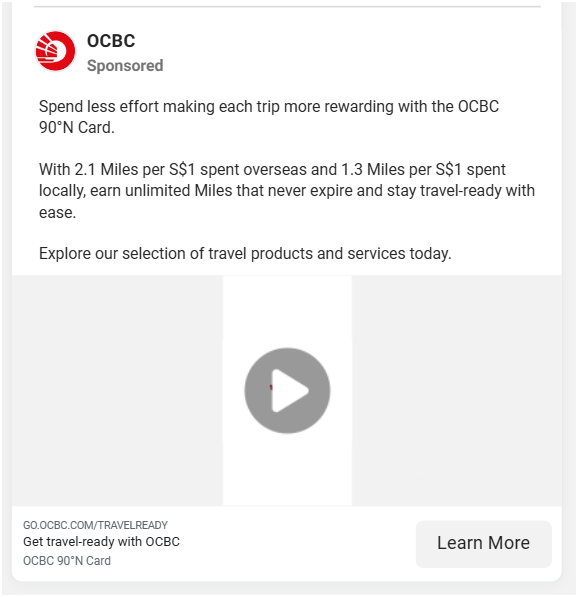 OCBC
Sponsored
Spend less effort making each trip more rewarding with the OCBC
90°N Card.
With 2.1 Miles per S$1 spent overseas and 1.3 Miles per S$1 spent
locally, earn unlimited Miles that never expire and stay travel-ready with
ease.
Explore our selection of travel products and services today.
GO.OCBC.COM/TRAVELREADY
Get travel-ready with OCBC
OCBC 90°N Card
Learn More